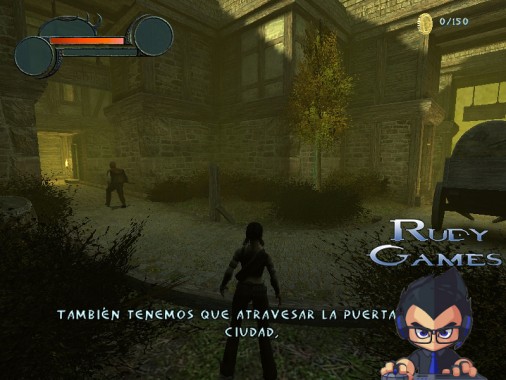 0/150
RUEY
GAMES
TAMBIÉN TENEMOS QUE ATRAVESAR LA PUERTA
CIUDAD,